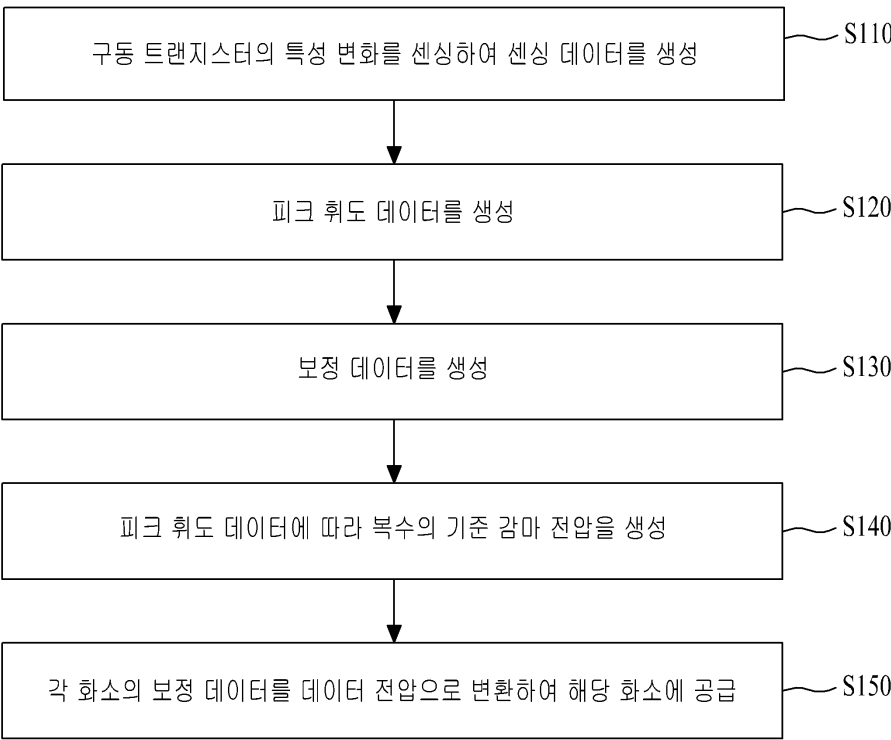 구동 트랜지스터의 특성 변화를 센싱하여 센싱 데이터를 생성
S110
피크 휘도 데이터를 생성
S120
보정 데이터를 생성
S130
피크 휘도 데이터에 따라 복수의 기준 감마 전압을 생성
S140
각 화소의 보정 데이터를 데이터 전압으로 변환하여 해당 화소에 공급
S150